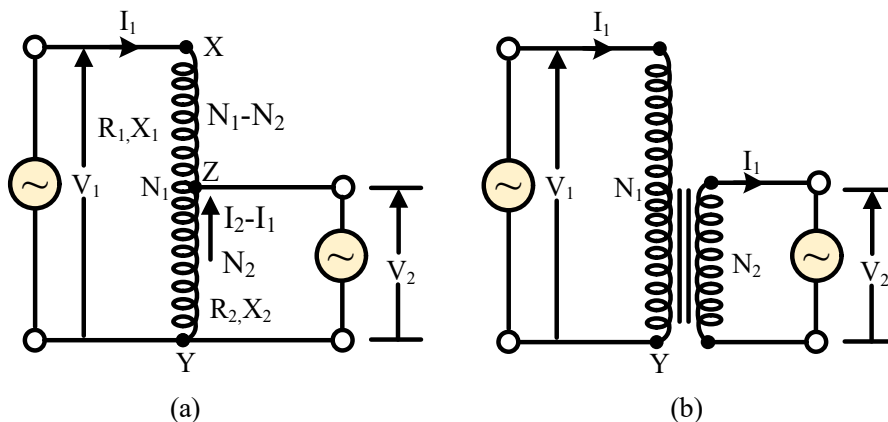 I₁
X
N₁-N₂
R₁,X₁
Z
V₁
N₁
I₂-I₁
N₂
V₂
R₂,X₂
Y
(a)
I₁
I₁
V₁
N₁
N₂
V₂
Y
(b)